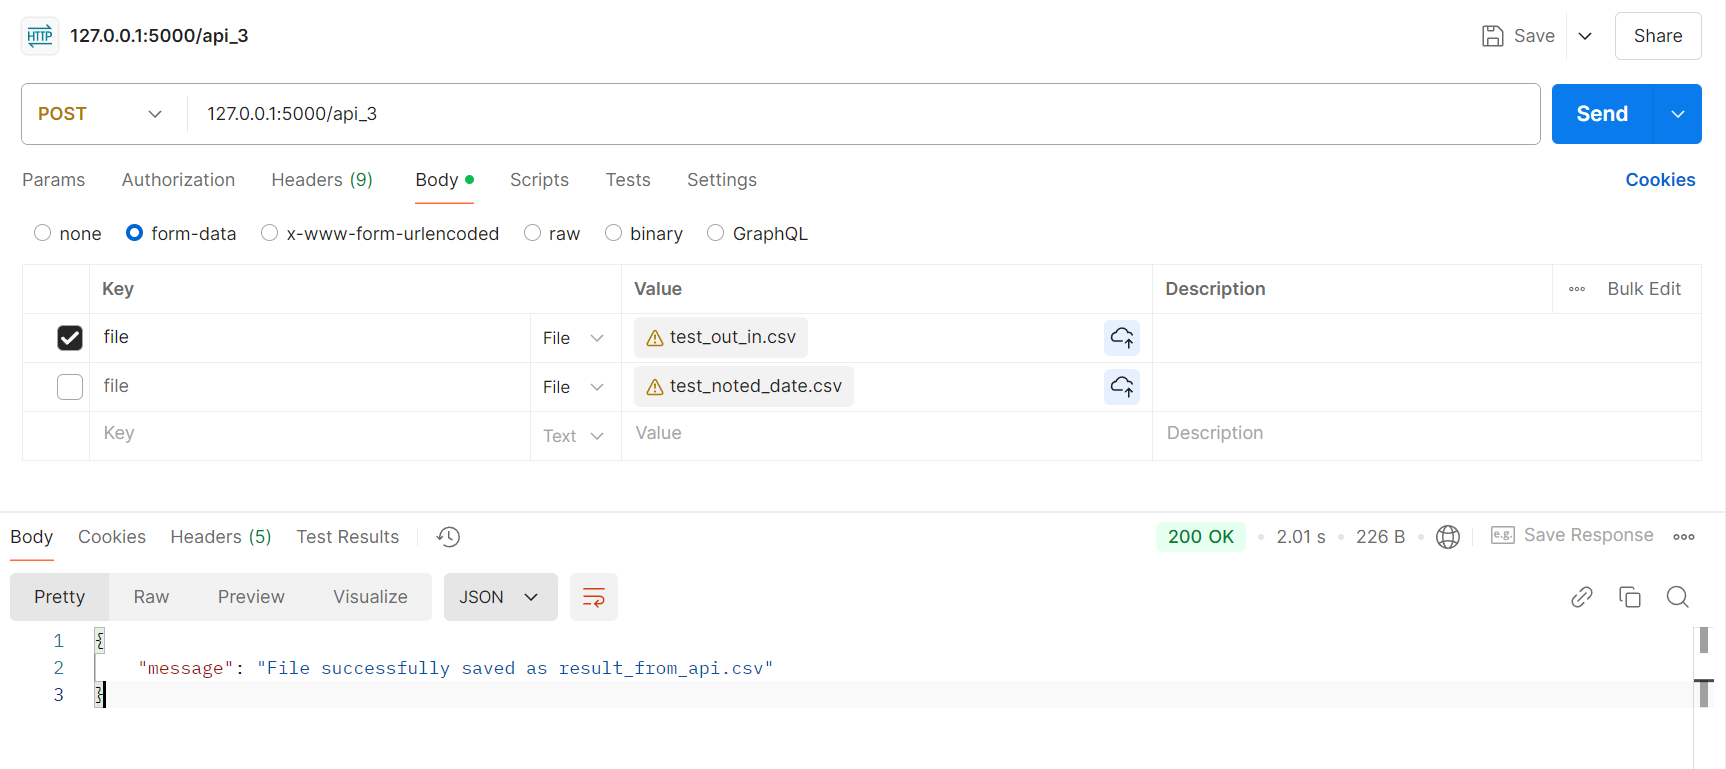 HTTP 127.0.0.1:5000/api_3 Save Share
POST 127.0.0.1:5000/api_3 Send
Params Authorization Headers (9) Body Scripts Tests Settings Cookies
none form-data x-www-form-urlencoded raw binary GraphQL
Key Value Description Bulk Edit
file File test_out_in.csv
file File test_noted_date.csv
Key Text Value Description
Body Cookies Headers (5) Test Results 200 OK 2.01 s 226 B e.g. Save Response
Pretty Raw Preview Visualize JSON
1 {
2 "message": "File successfully saved as result_from_api.csv"
3 }